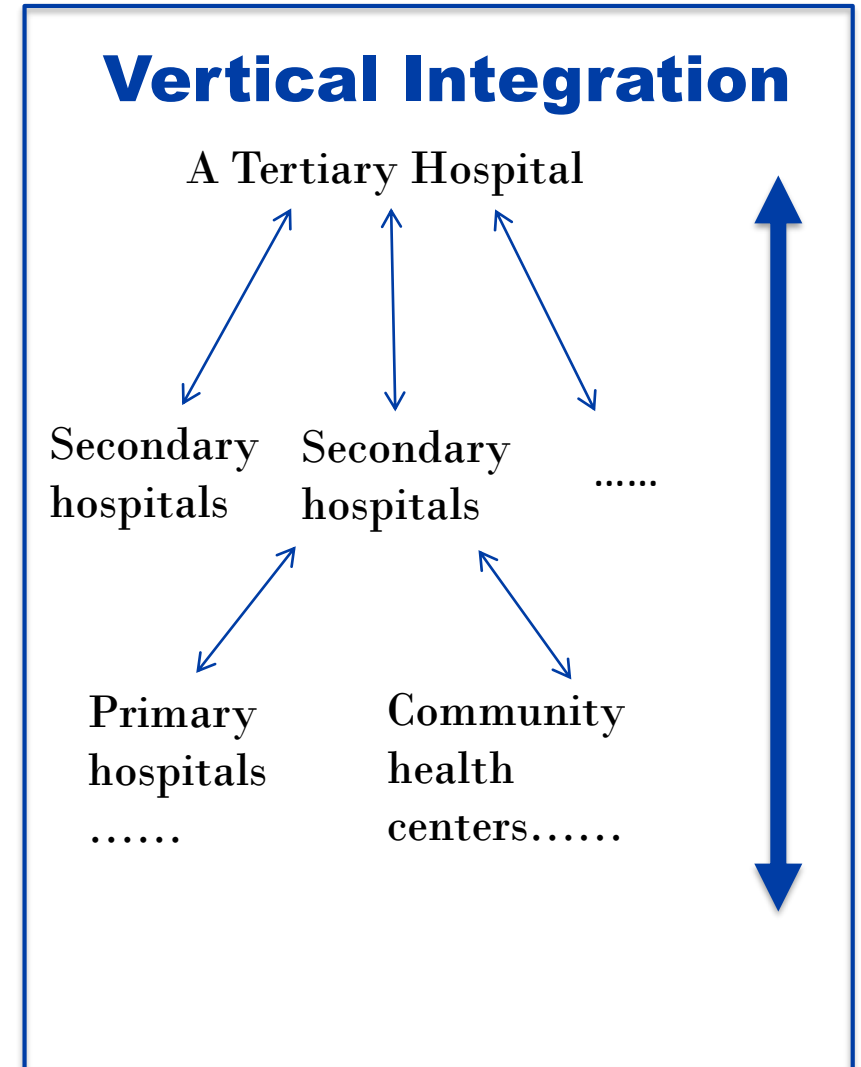 Vertical Integration
A Tertiary Hospital
Secondary
hospitals
Secondary
hospitals
......
Primary
hospitals
......
Community
health
centers......